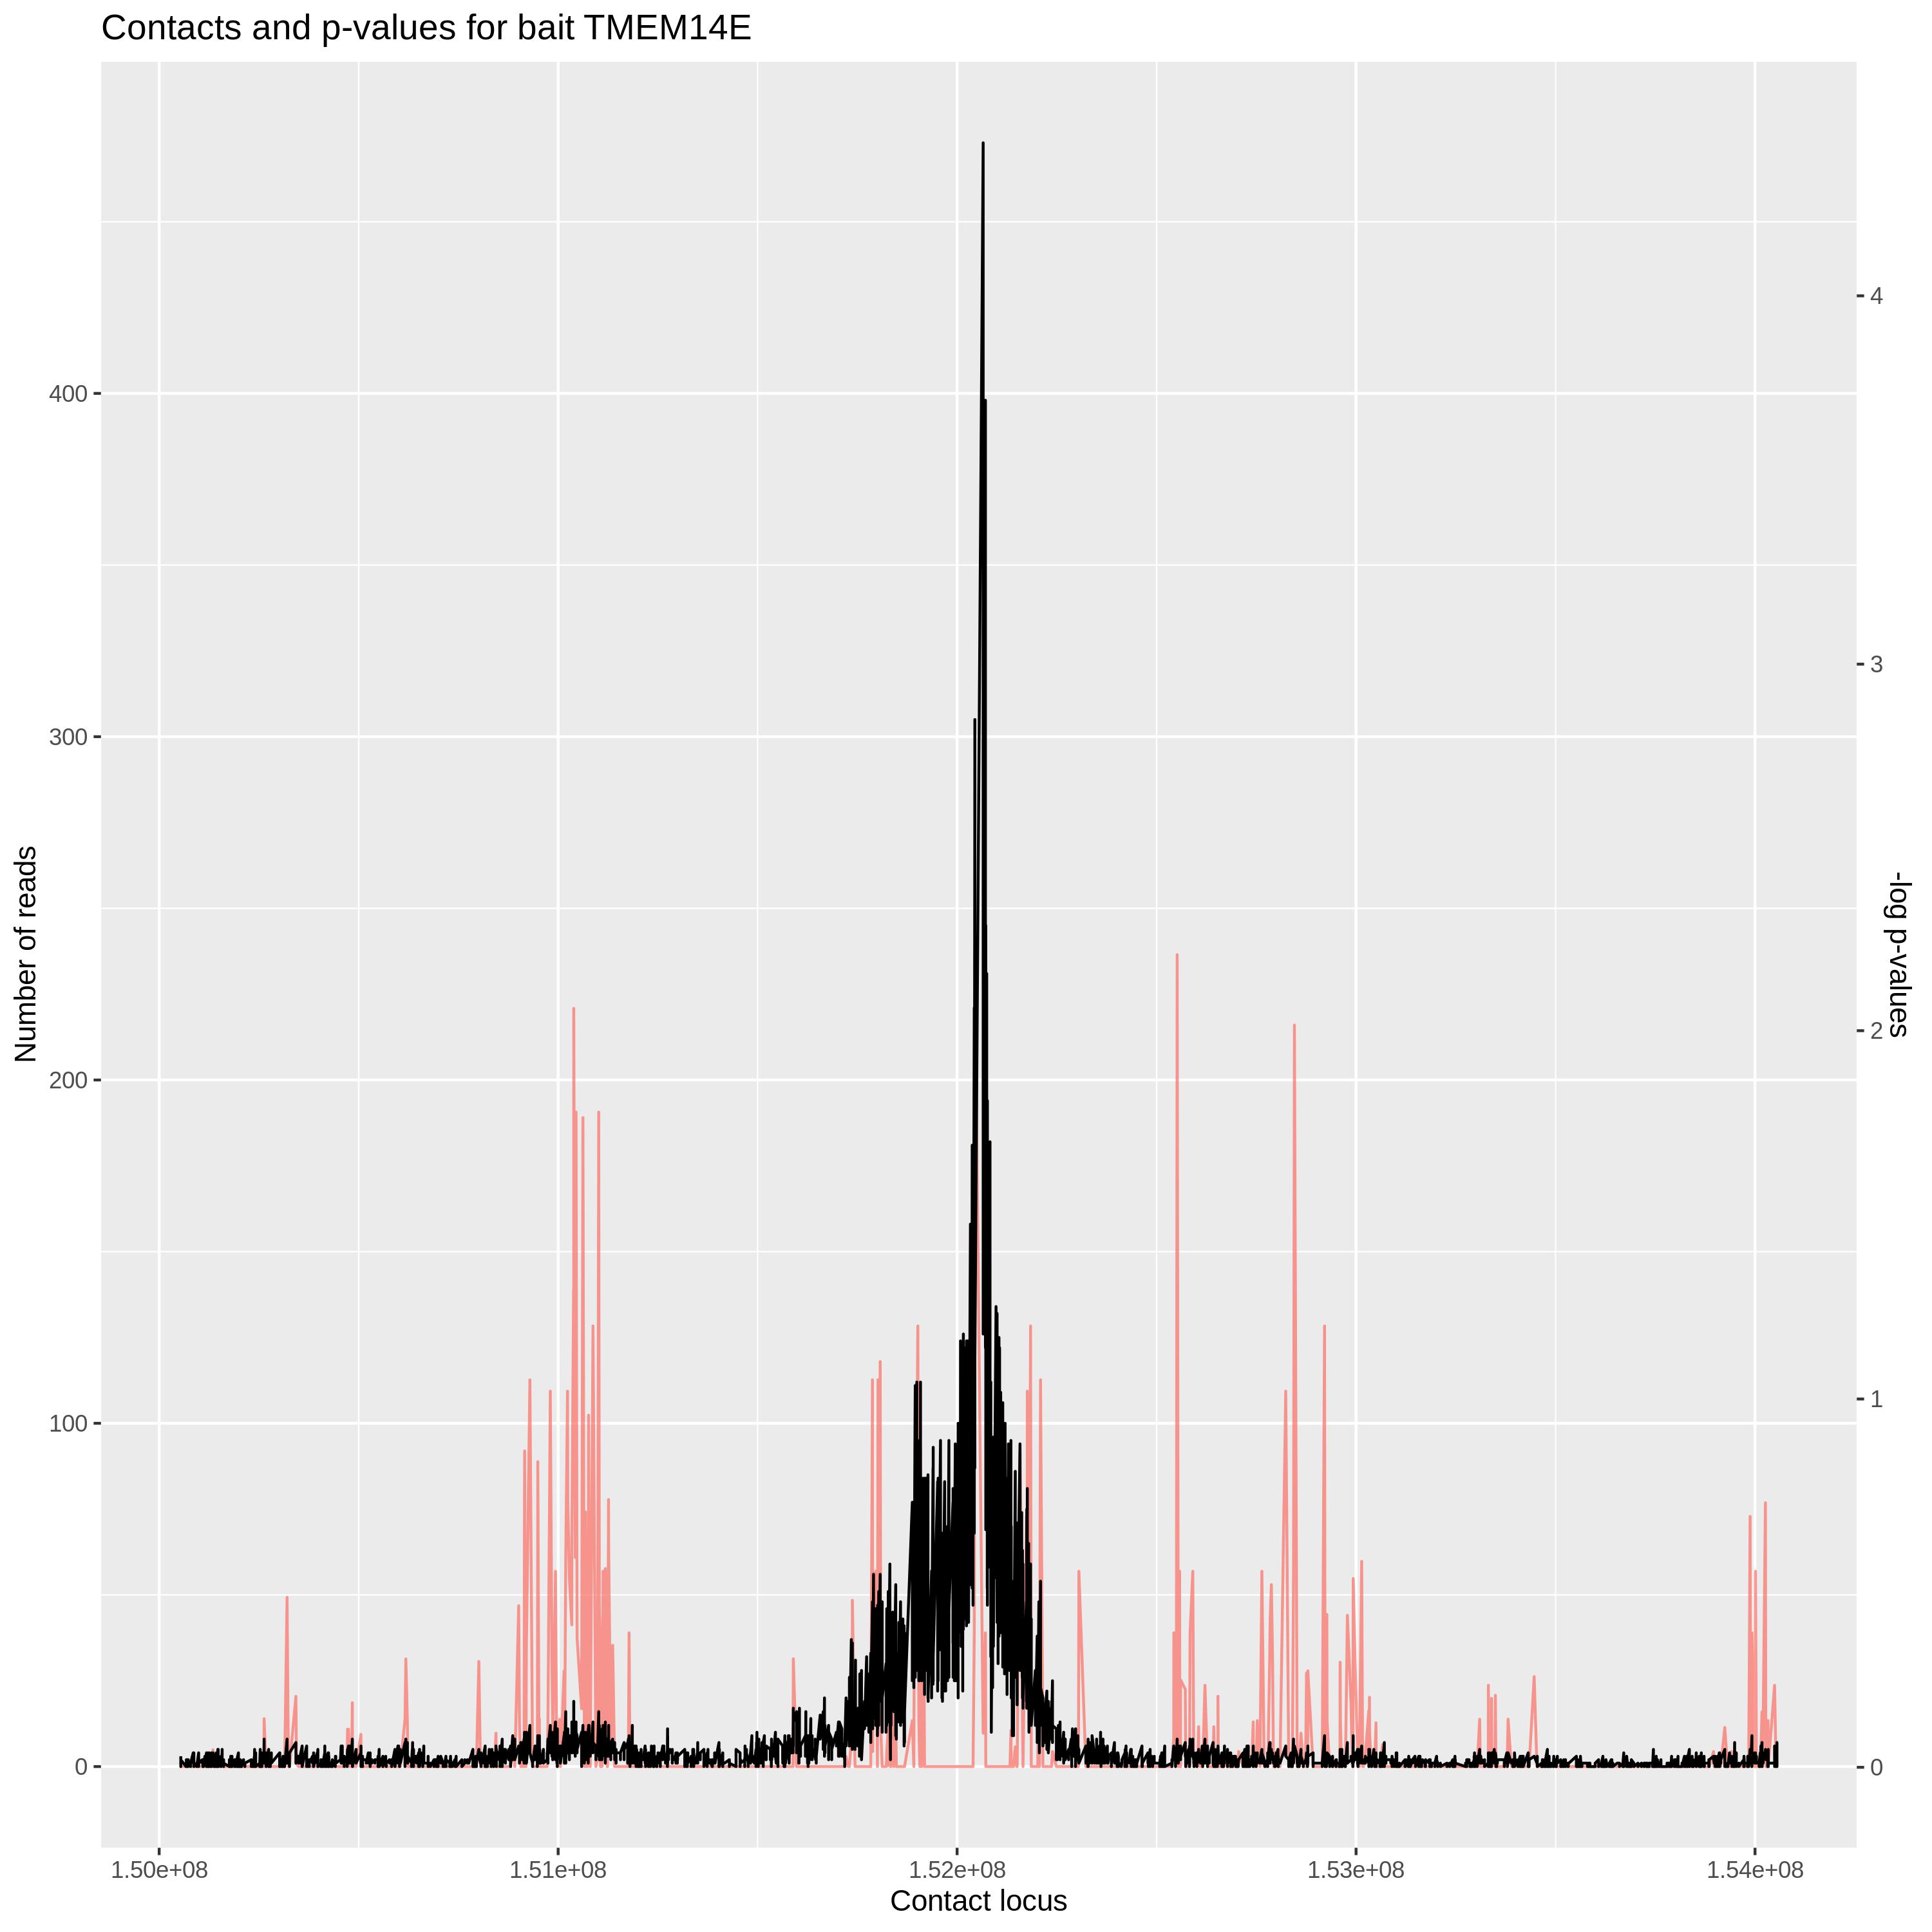 Contacts and p-values for bait TMEM14E
400
300
200
100
0
4
3
2
1
0
Number of reads
-log p-values
1.50e+08
1.51e+08
1.52e+08
1.53e+08
1.54e+08
Contact locus